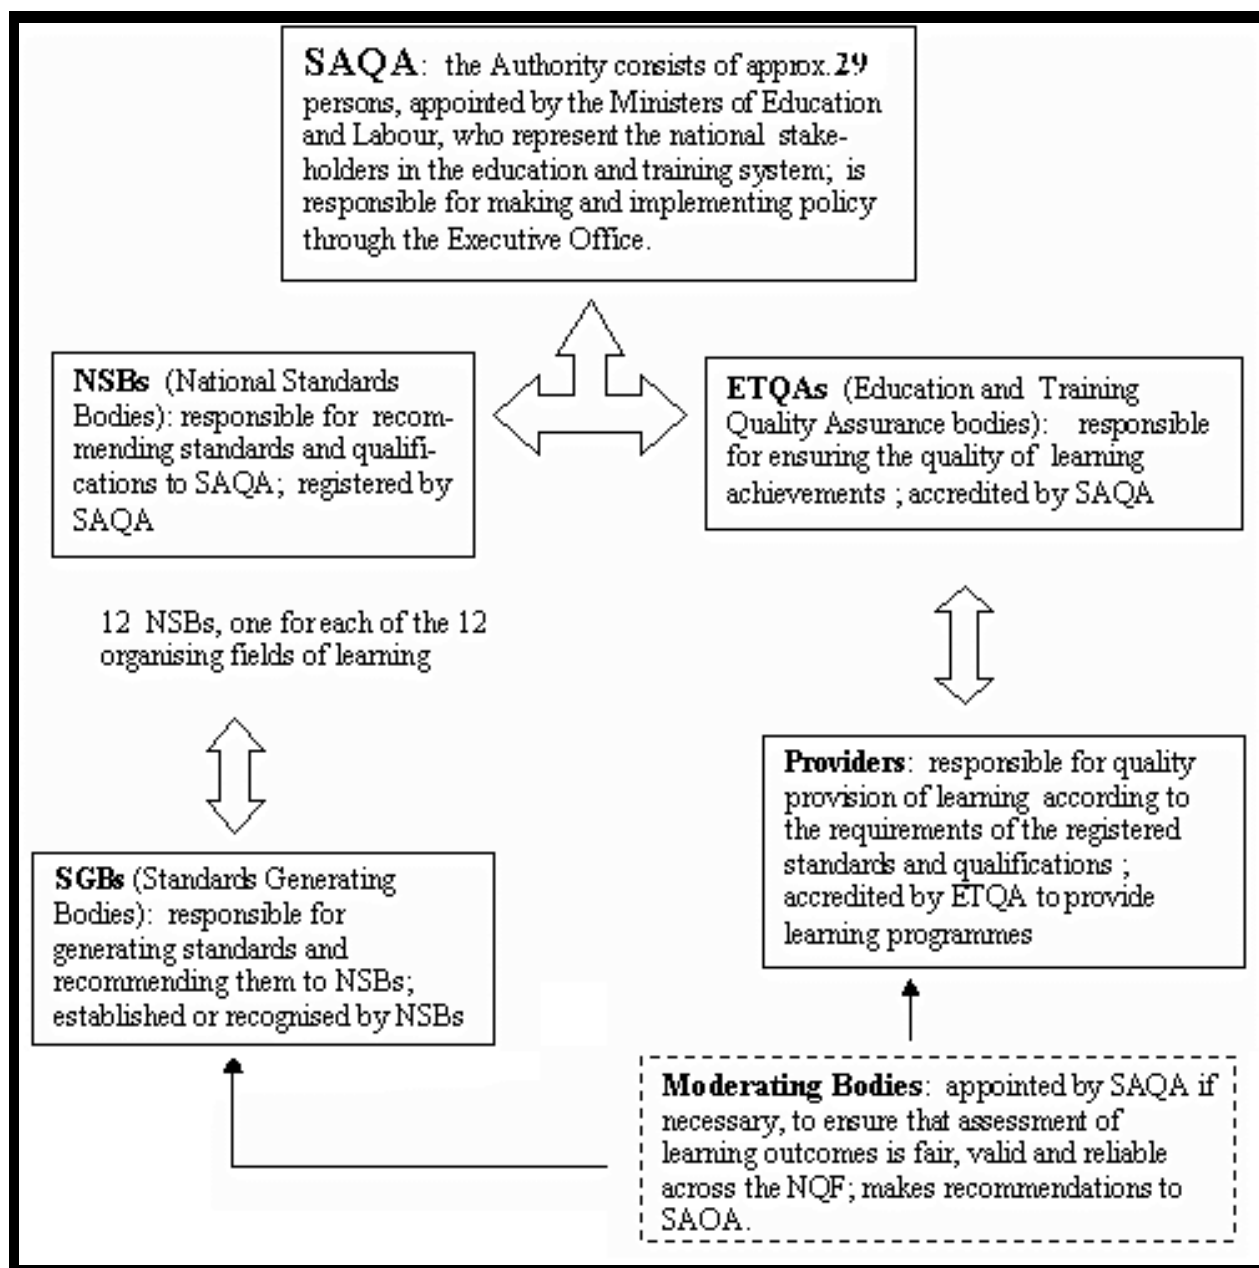 SAQA: the Authority consists of approx. 29
persons, appointed by the Ministers of Education
and Labour, who represent the national stake-
holders in the education and training system; is
responsible for making and implementing policy
through the Executive Office.
NSBs (National Standards
Bodies): responsible for recom-
mending standards and qualifi-
cations to SAQA; registered by
SAQA
ETQAs (Education and Training
Quality Assurance bodies): responsible
for ensuring the quality of learning
achievements ; accredited by SAQA
12 NSBs, one for each of the 12
organising fields of learning
Providers: responsible for quality
provision of learning according to
the requirements of the registered
standards and qualifications ;
accredited by ETQA to provide
learning programmes
SGBs (Standards Generating
Bodies): responsible for
generating standards and
recommending them to NSBs;
established or recognised by NSBs
Moderating Bodies: appointed by SAQA if
necessary, to ensure that assessment of
learning outcomes is fair, valid and reliable
across the NQF; makes recommendations to
SAOA.